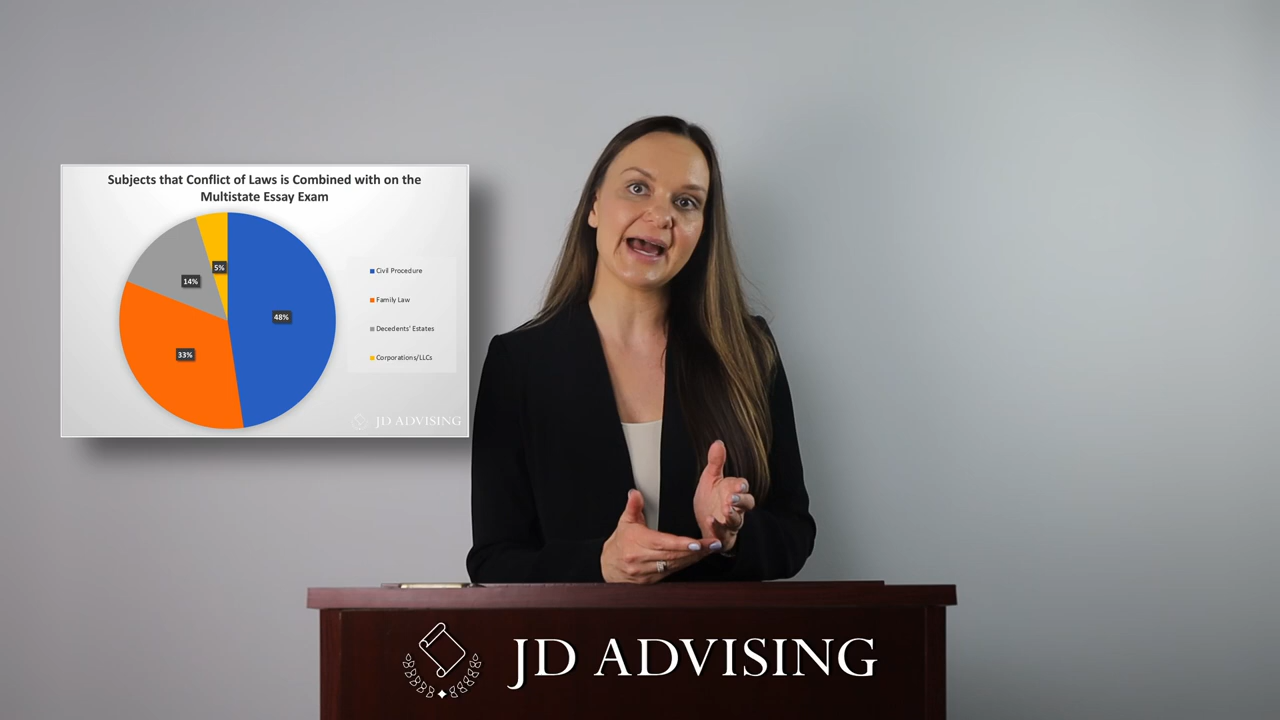 Subjects that Conflict of Laws is Combined with on the
Multistate Essay Exam
5%
14%
48%
33%
Civil Procedure
Family Law
Decedents' Estates
Corporations/LLCs
JD ADVISING
JD ADVISING